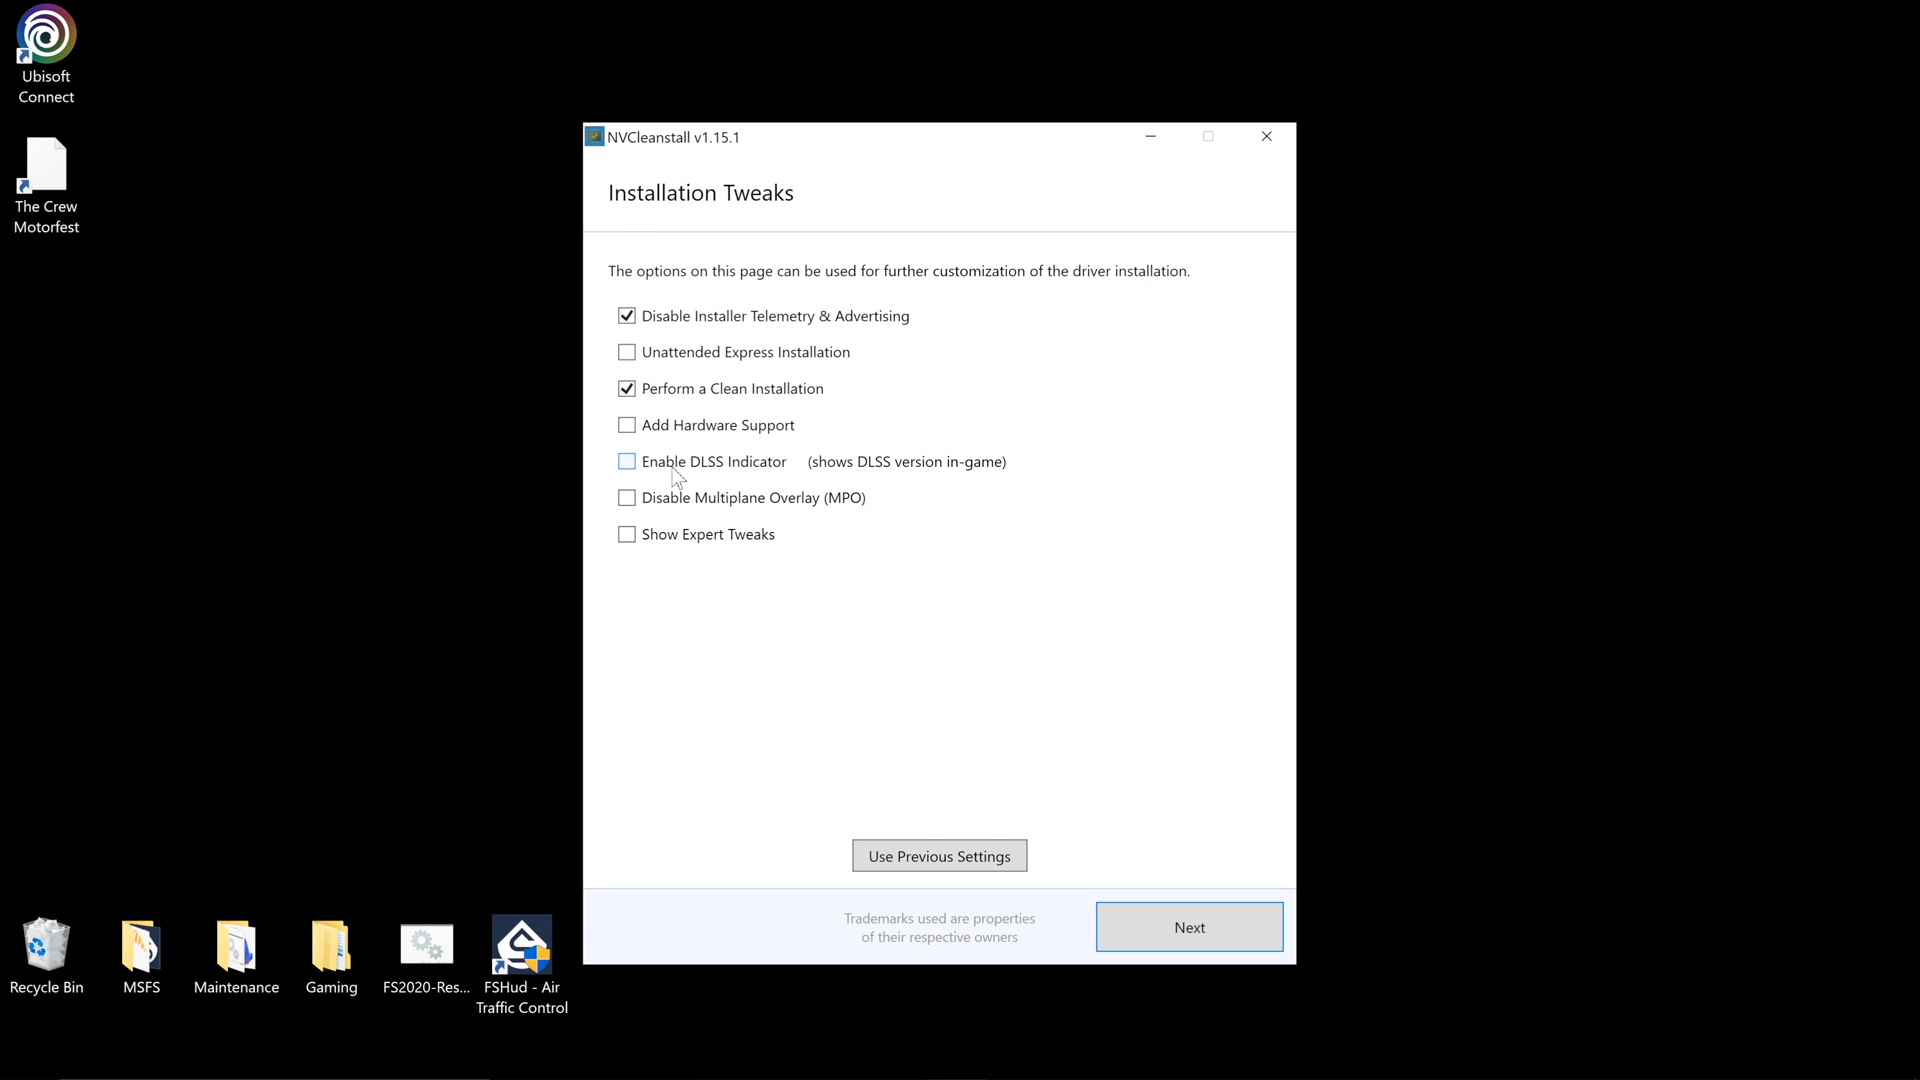 Ubisoft
Connect
The Crew
Motorfest
NVCleanstall v1.15.1
Installation Tweaks
The options on this page can be used for further customization of the driver installation.
Disable Installer Telemetry & Advertising
Unattended Express Installation
Perform a Clean Installation
Add Hardware Support
Enable DLSS Indicator (shows DLSS version in-game)
Disable Multiplane Overlay (MPO)
Show Expert Tweaks
Use Previous Settings
Trademarks used are properties
of their respective owners
Next
Recycle Bin
MSFS
Maintenance
Gaming
FS2020-Res...
FSHud - Air
Traffic Control